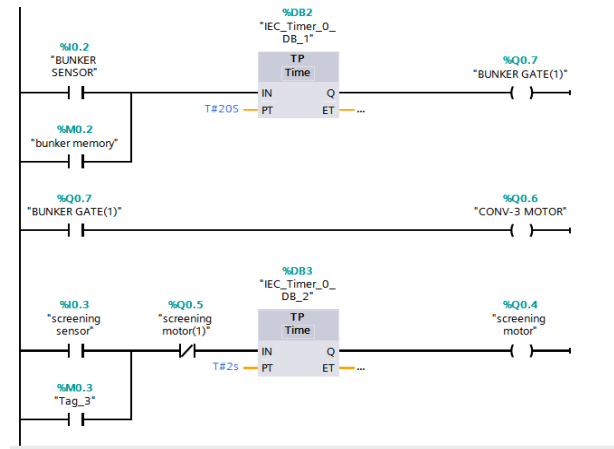 %DB2
"IEC_Timer_0_
DB_1"
%I0.2
"BUNKER
SENSOR"
TP
Time
%Q0.7
"BUNKER GATE(1)"
IN Q
T#20S PT ET ...
%M0.2
"bunker memory"
%Q0.7
"BUNKER GATE(1)"
%Q0.6
"CONV-3 MOTOR"
%DB3
"IEC_Timer_0_
DB_2"
%I0.3
"screening
sensor"
%Q0.5
"screening
motor(1)"
TP
Time
%Q0.4
"screening
motor"
IN Q
T#2s PT ET ...
%M0.3
"Tag_3"